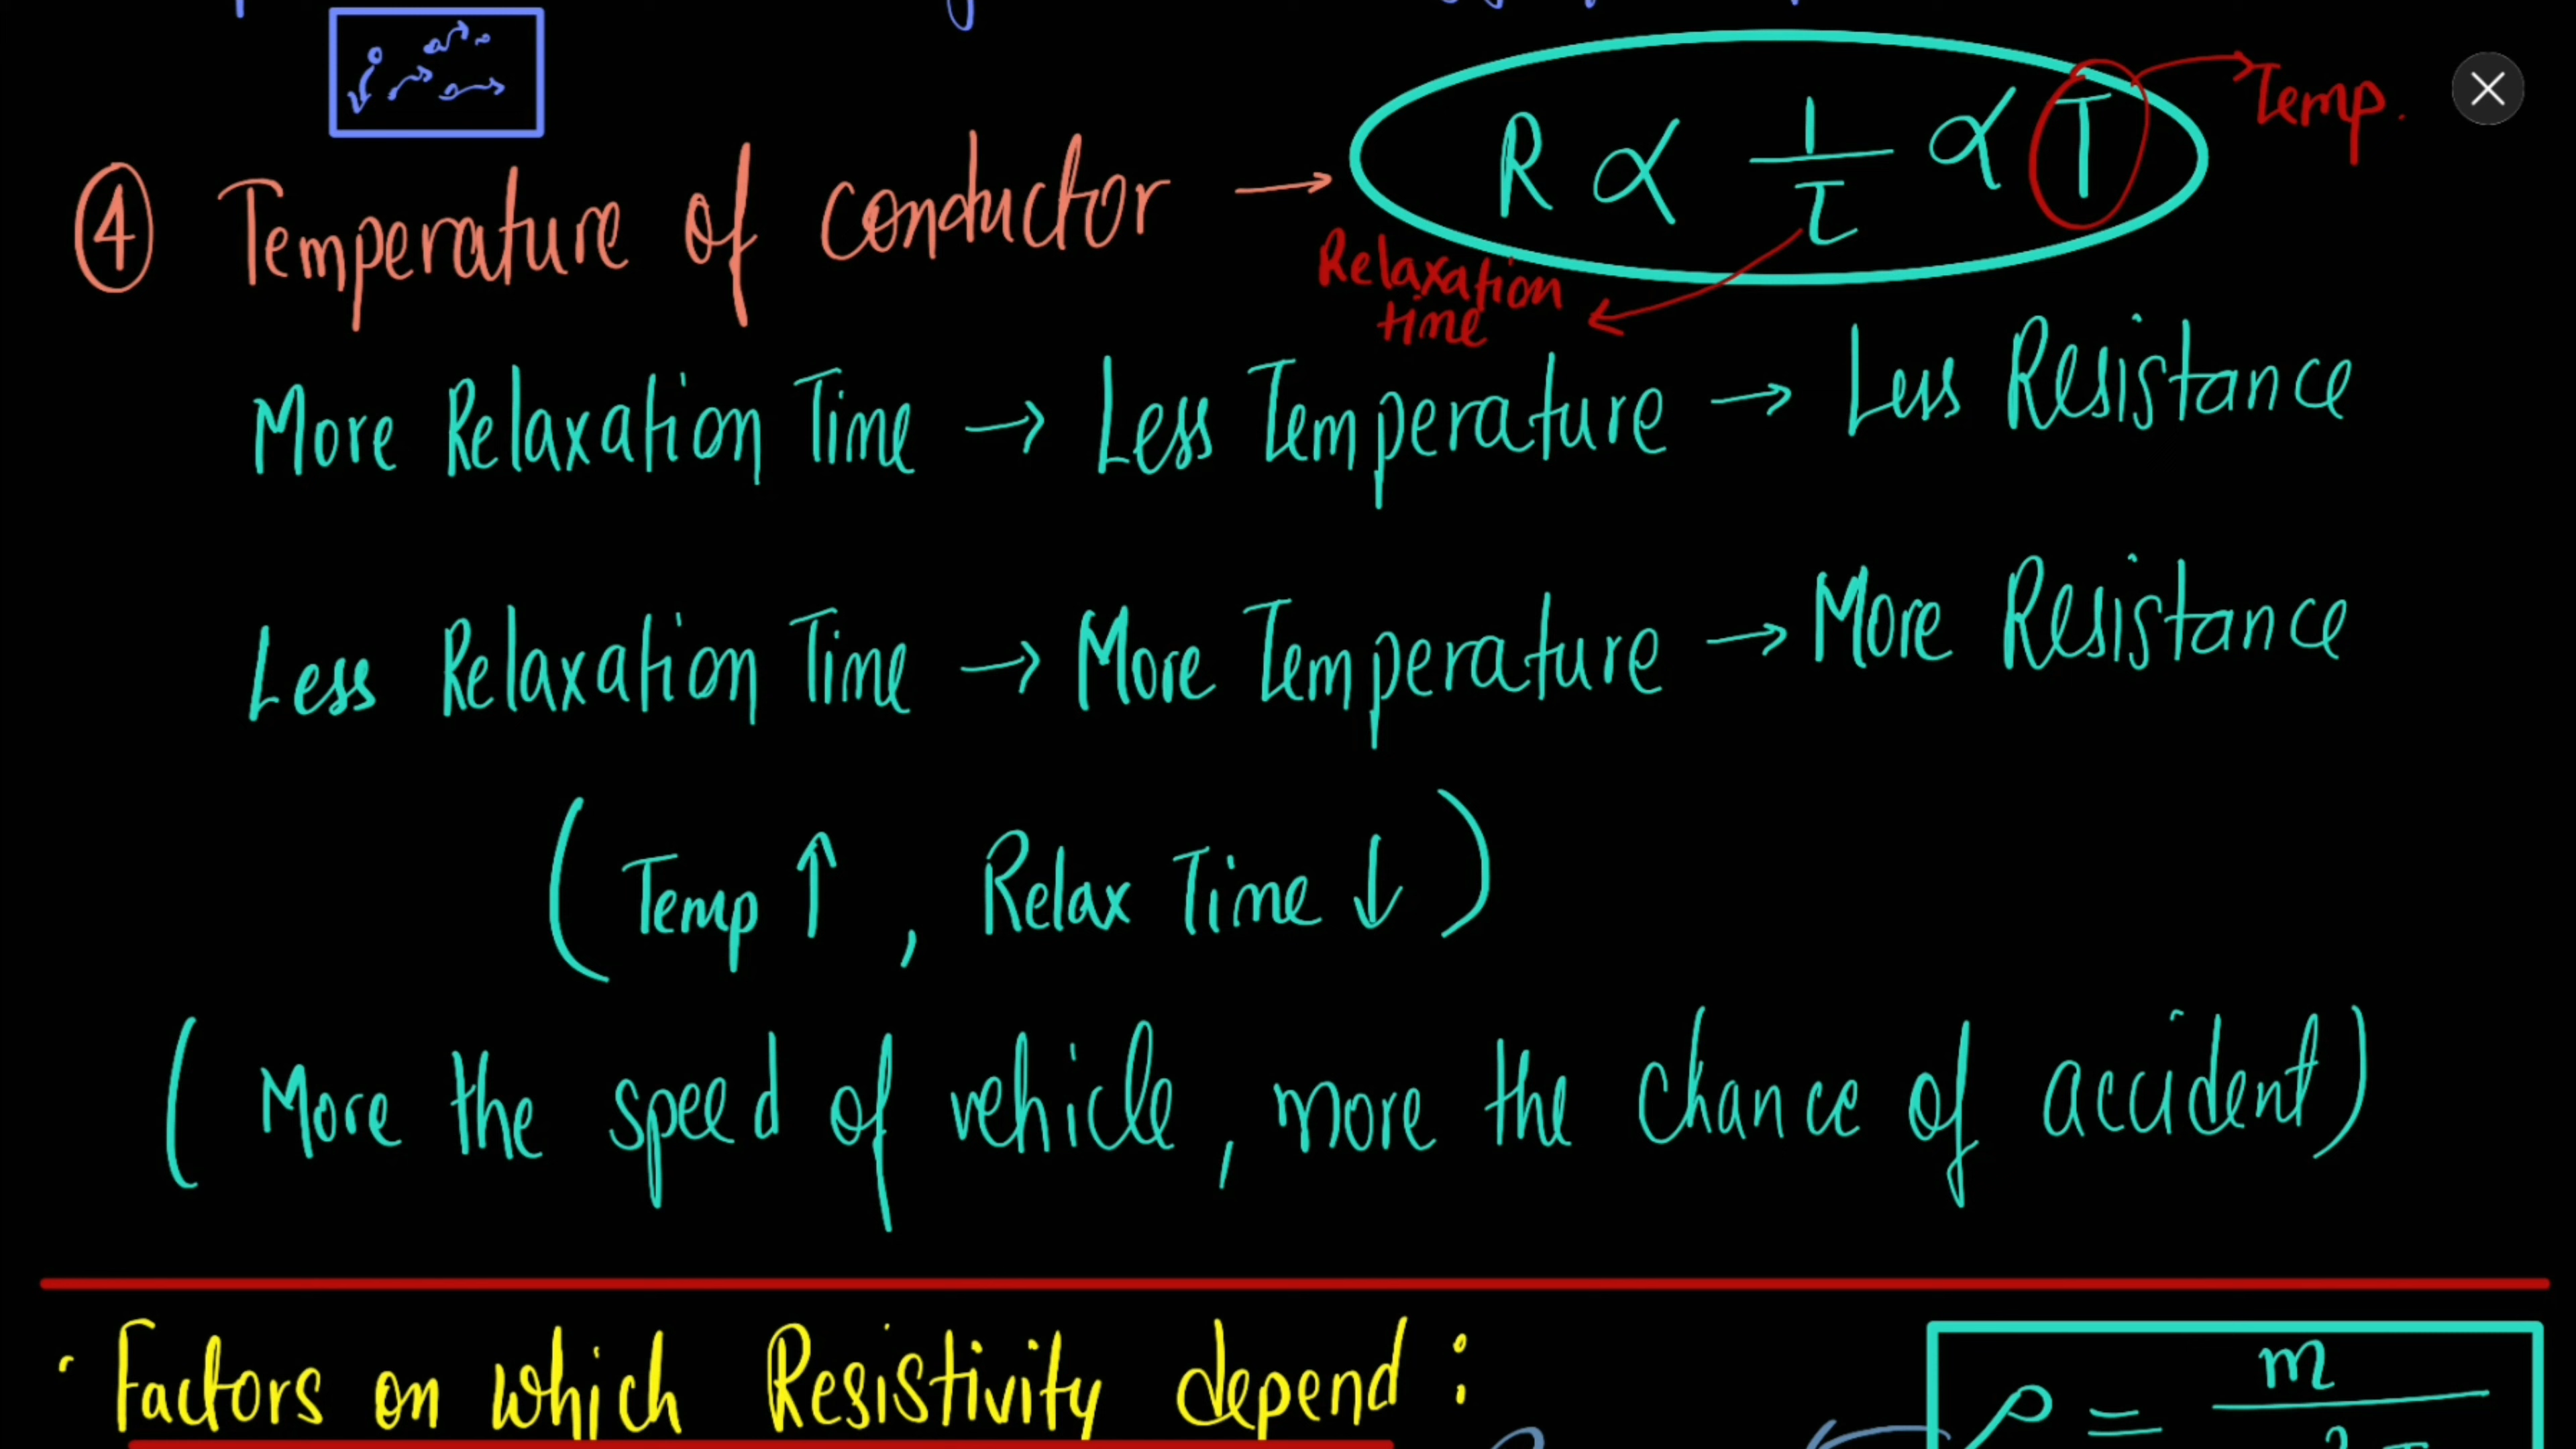 ④ Temperature of conductor → R ∝ 1/τ ∝ T → Temp.
Relaxation time
More Relaxation Time → Less Temperature → Less Resistance
Less Relaxation Time → More Temperature → More Resistance
(Temp ↑, Relax Time ↓)
(More the speed of vehicle, more the chance of accident)
· Factors on which Resistivity depend :
ρ = m